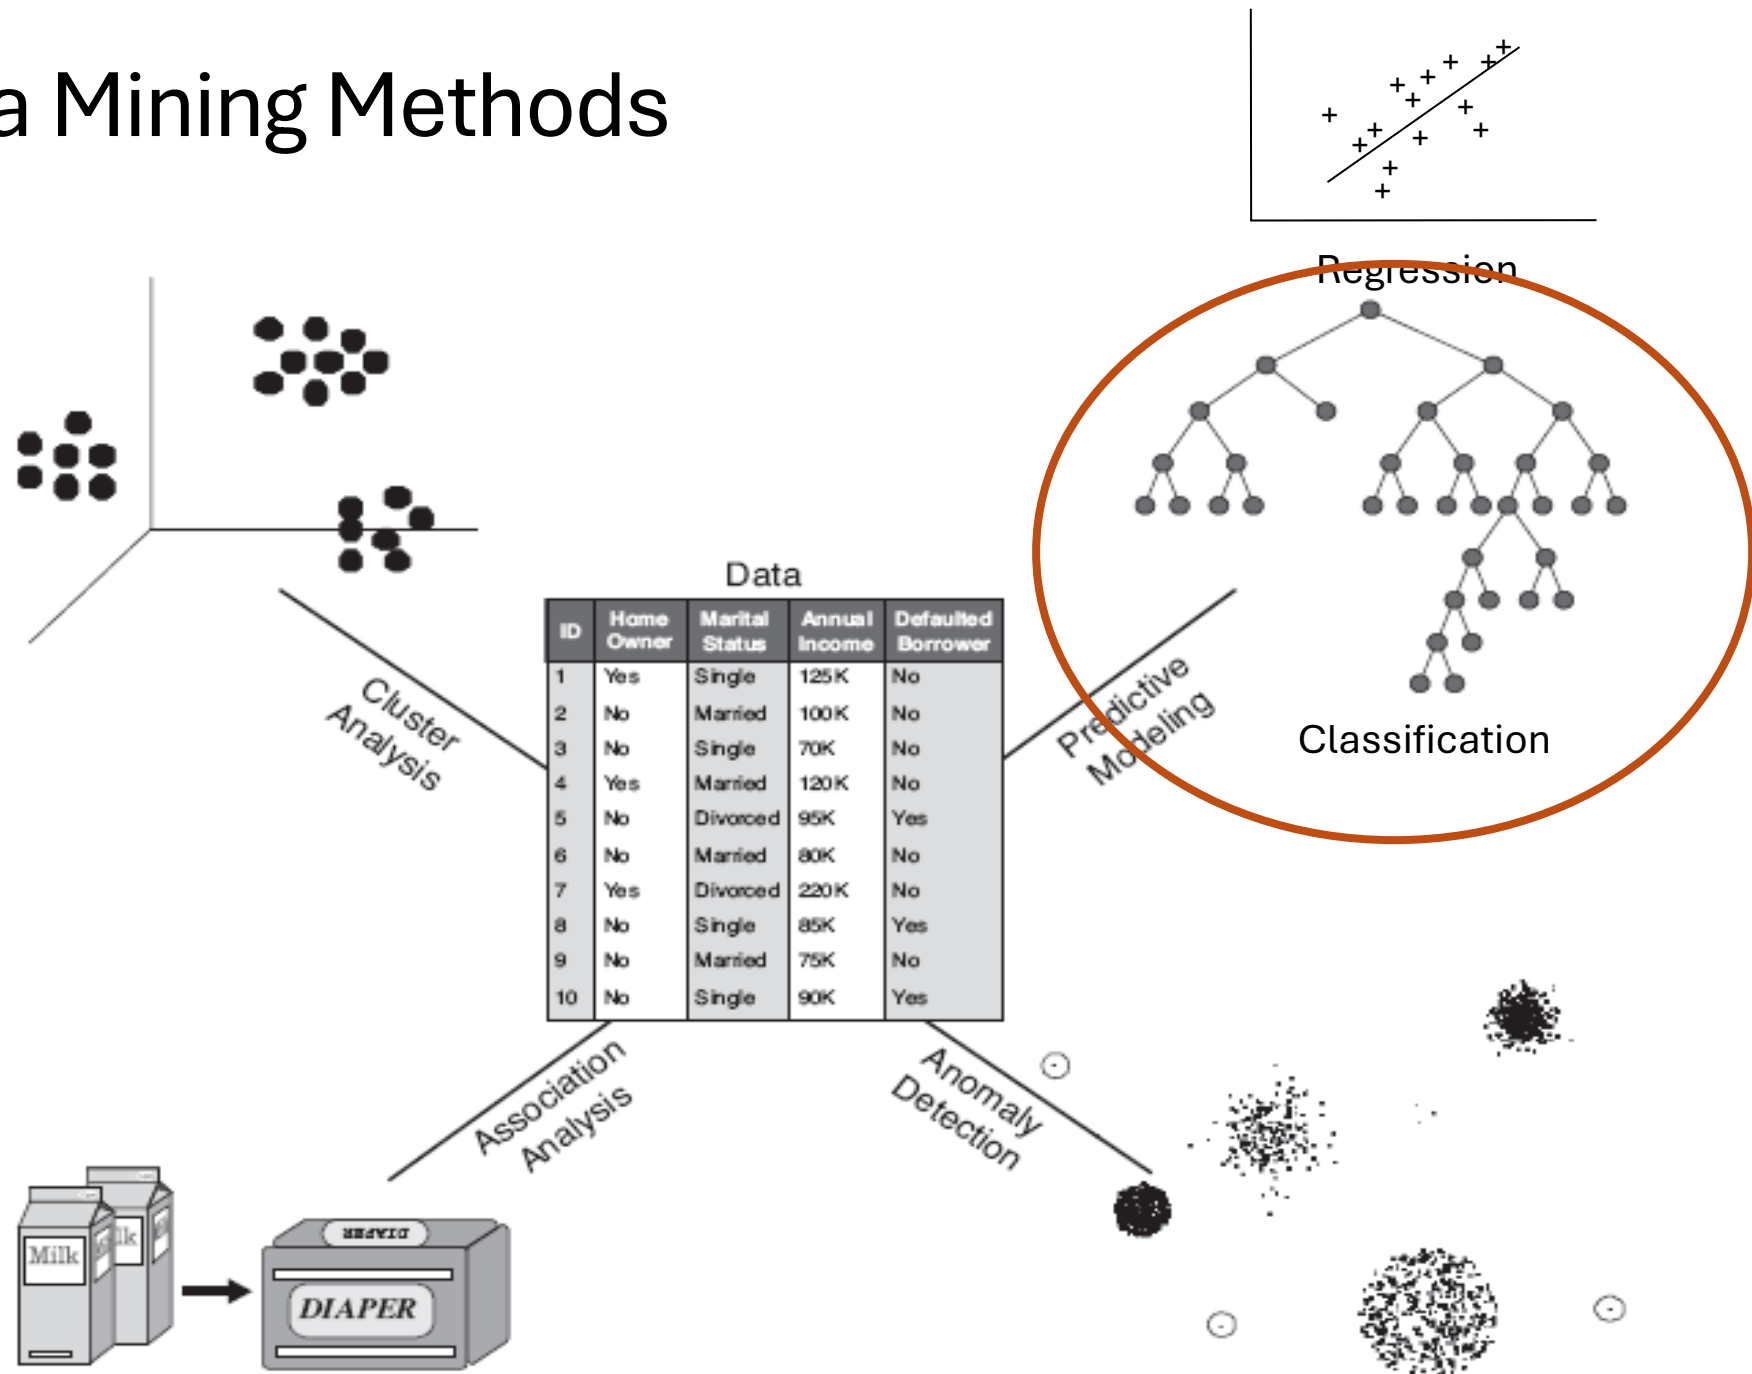 a Mining Methods
Regression
Data
ID Home Owner Marital Status Annual Income Defaulted Borrower
1 Yes Single 125K No
2 No Married 100K No
3 No Single 70K No
4 Yes Married 120K No
5 No Divorced 95K Yes
6 No Married 80K No
7 Yes Divorced 220K No
8 No Single 85K Yes
9 No Married 75K No
10 No Single 90K Yes
Cluster
Analysis
Predictive
Modeling
Classification
Association
Analysis
Anomaly
Detection
Milk
lk
DIAPER
DIAPER